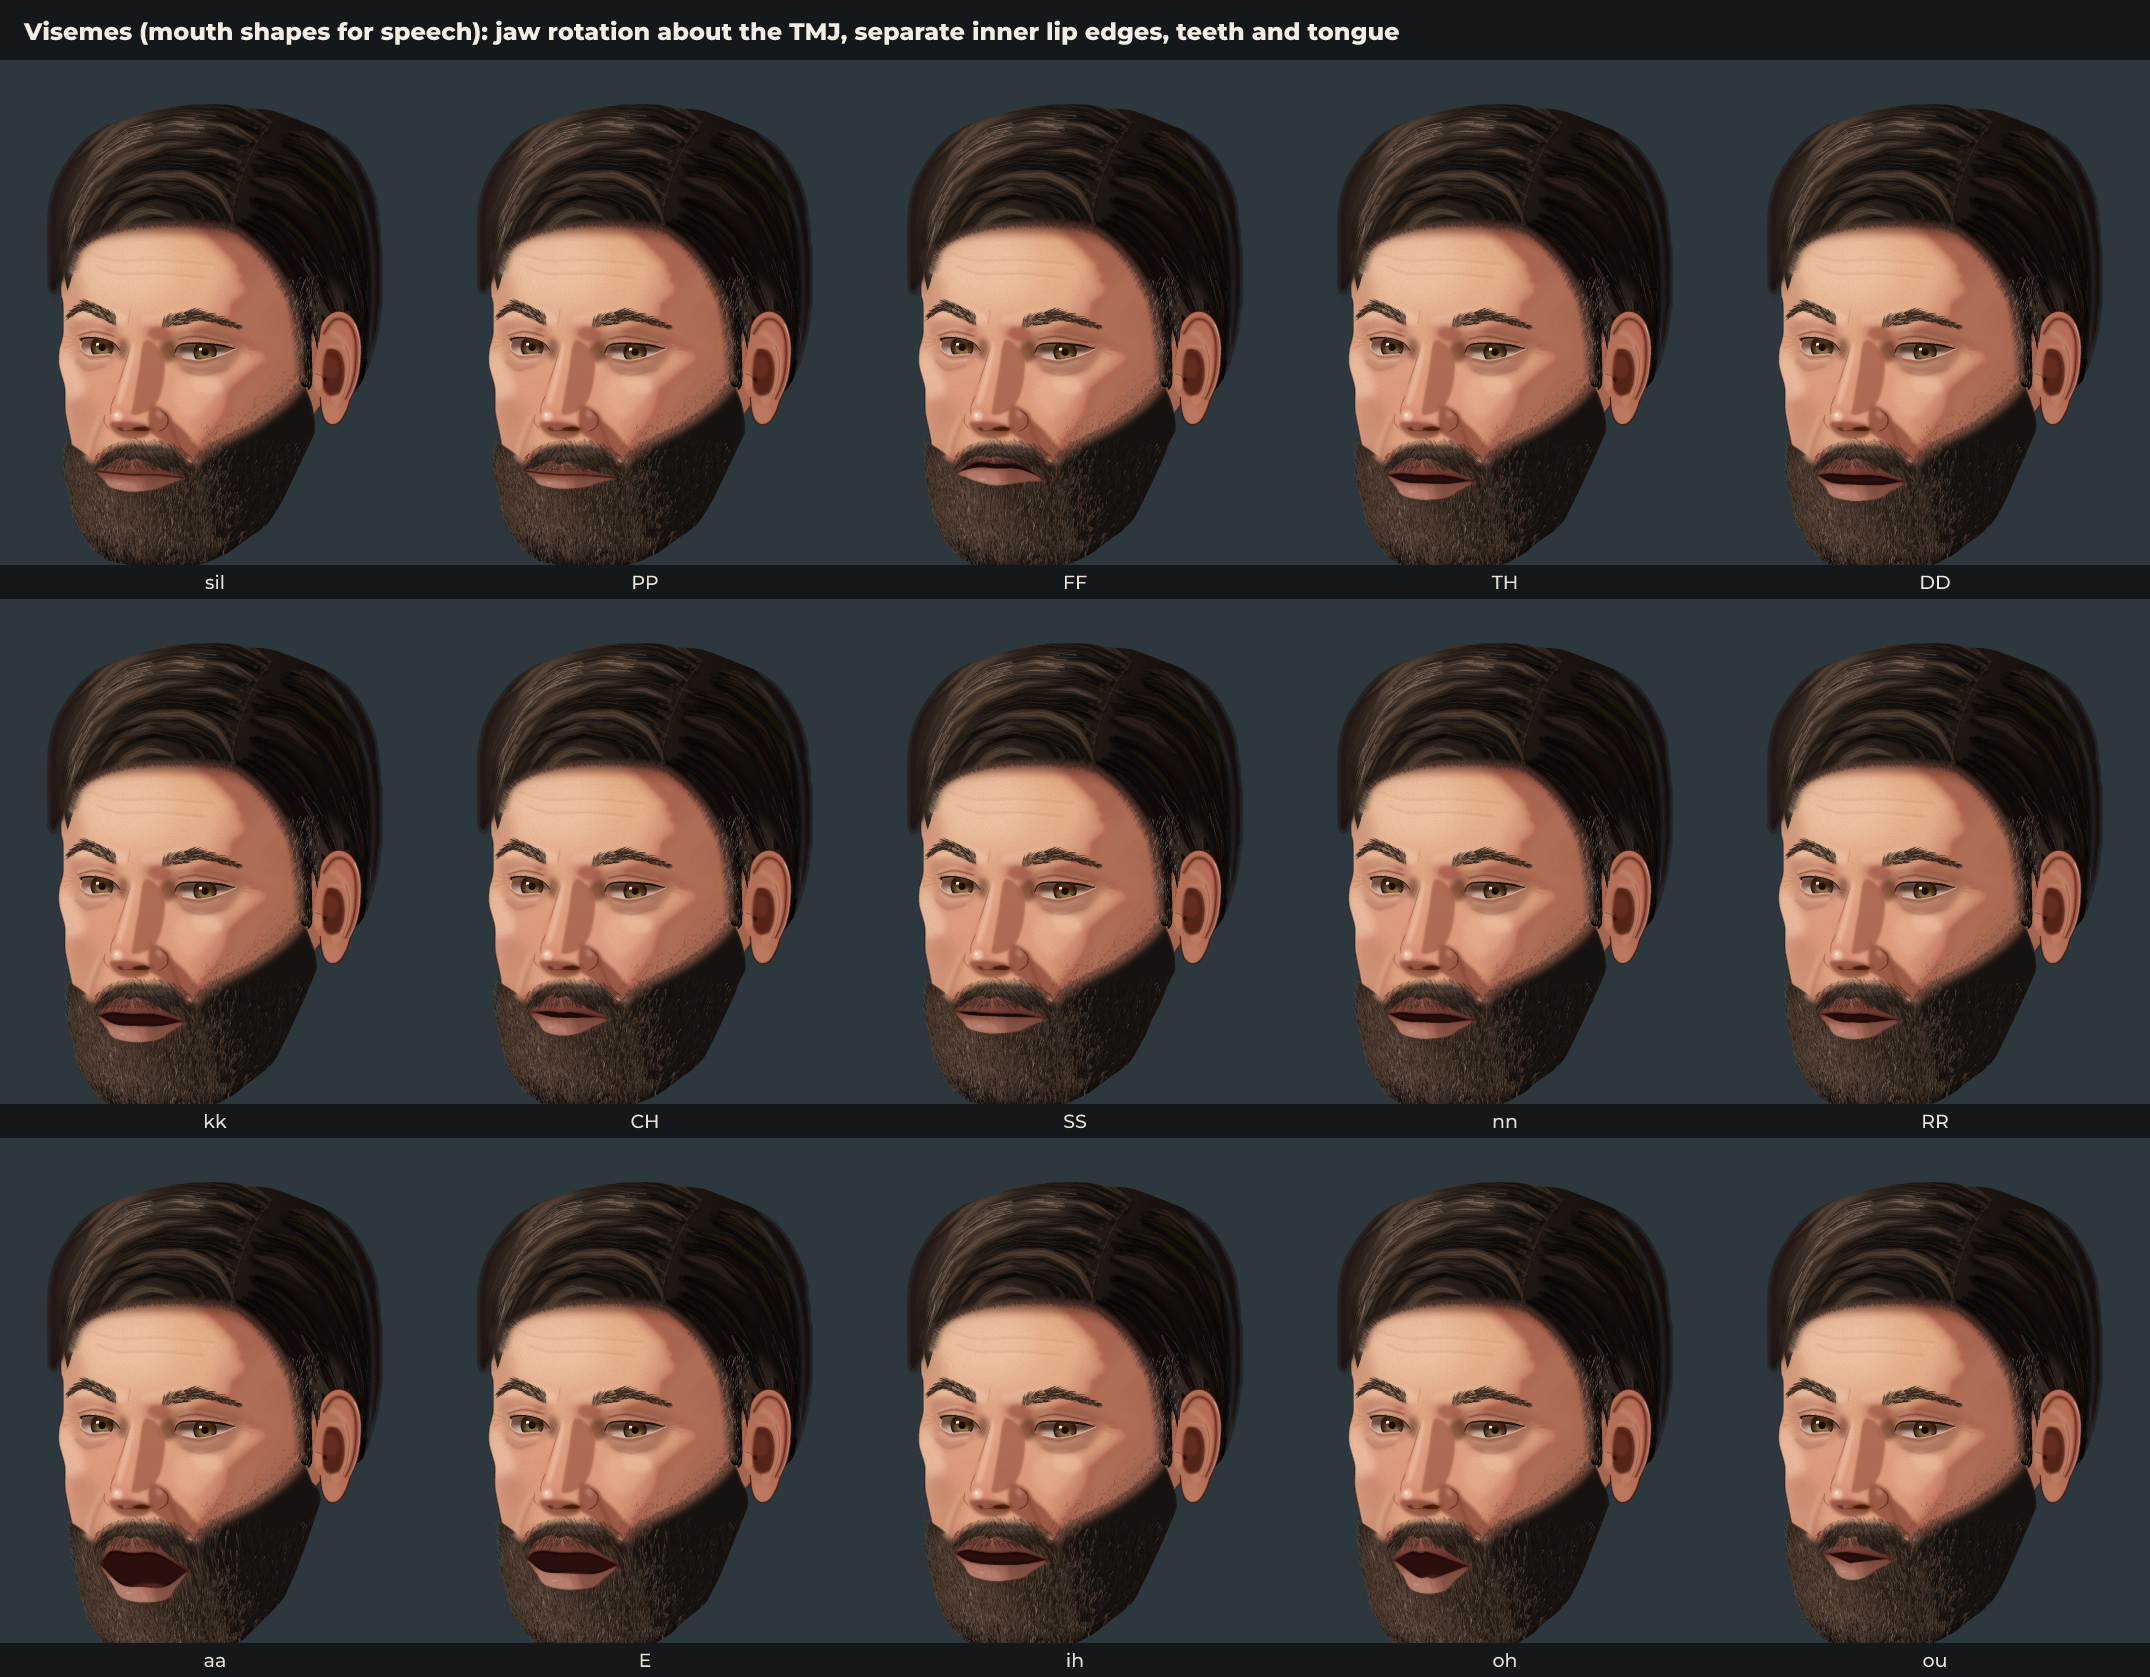 Visemes (mouth shapes for speech): jaw rotation about the TMJ, separate inner lip edges, teeth and tongue
sil PP FF TH DD
kk CH SS nn RR
aa E ih oh ou